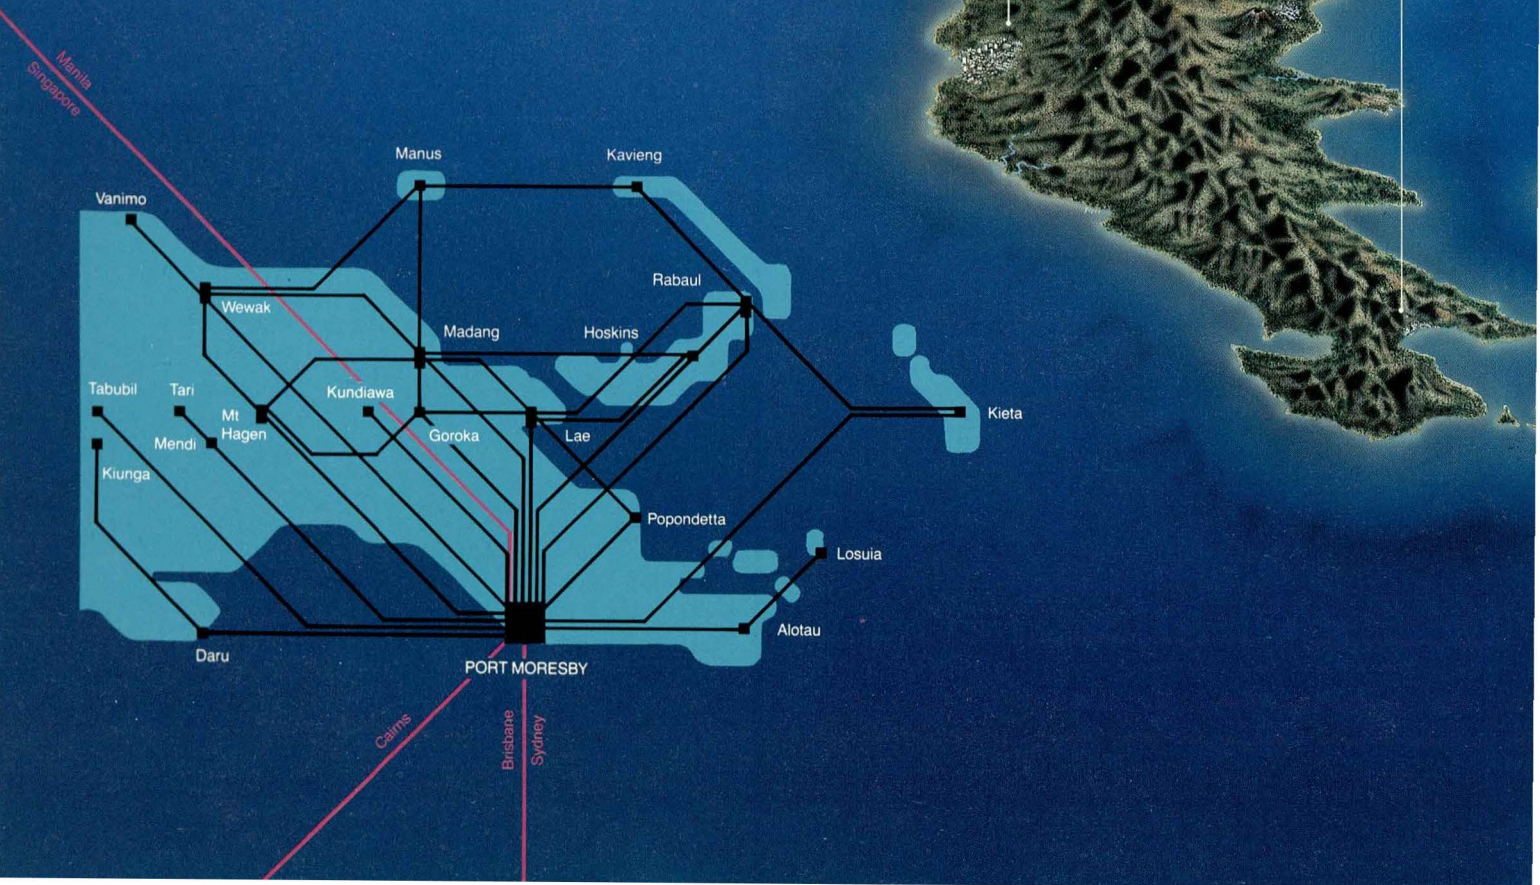 Manila
Singapore
Manus
Kavieng
Vanimo
Rabaul
Wewak
Madang
Hoskins
Tabubil
Tari
Kundiawa
Mt
Hagen
Kieta
Mendi
Goroka
Lae
Kiunga
Popondetta
Losuia
Alotau
Daru
PORT MORESBY
Cairns
Brisbane
Sydney